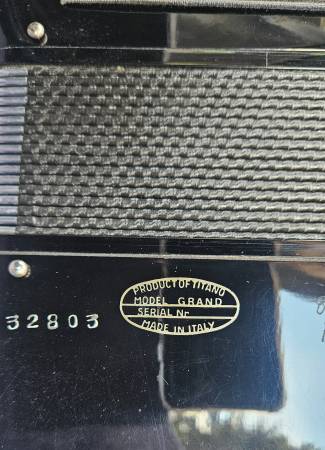 PRODUCT OF TITANO
MODEL GRAND
SERIAL Nr
MADE IN ITALY
32803